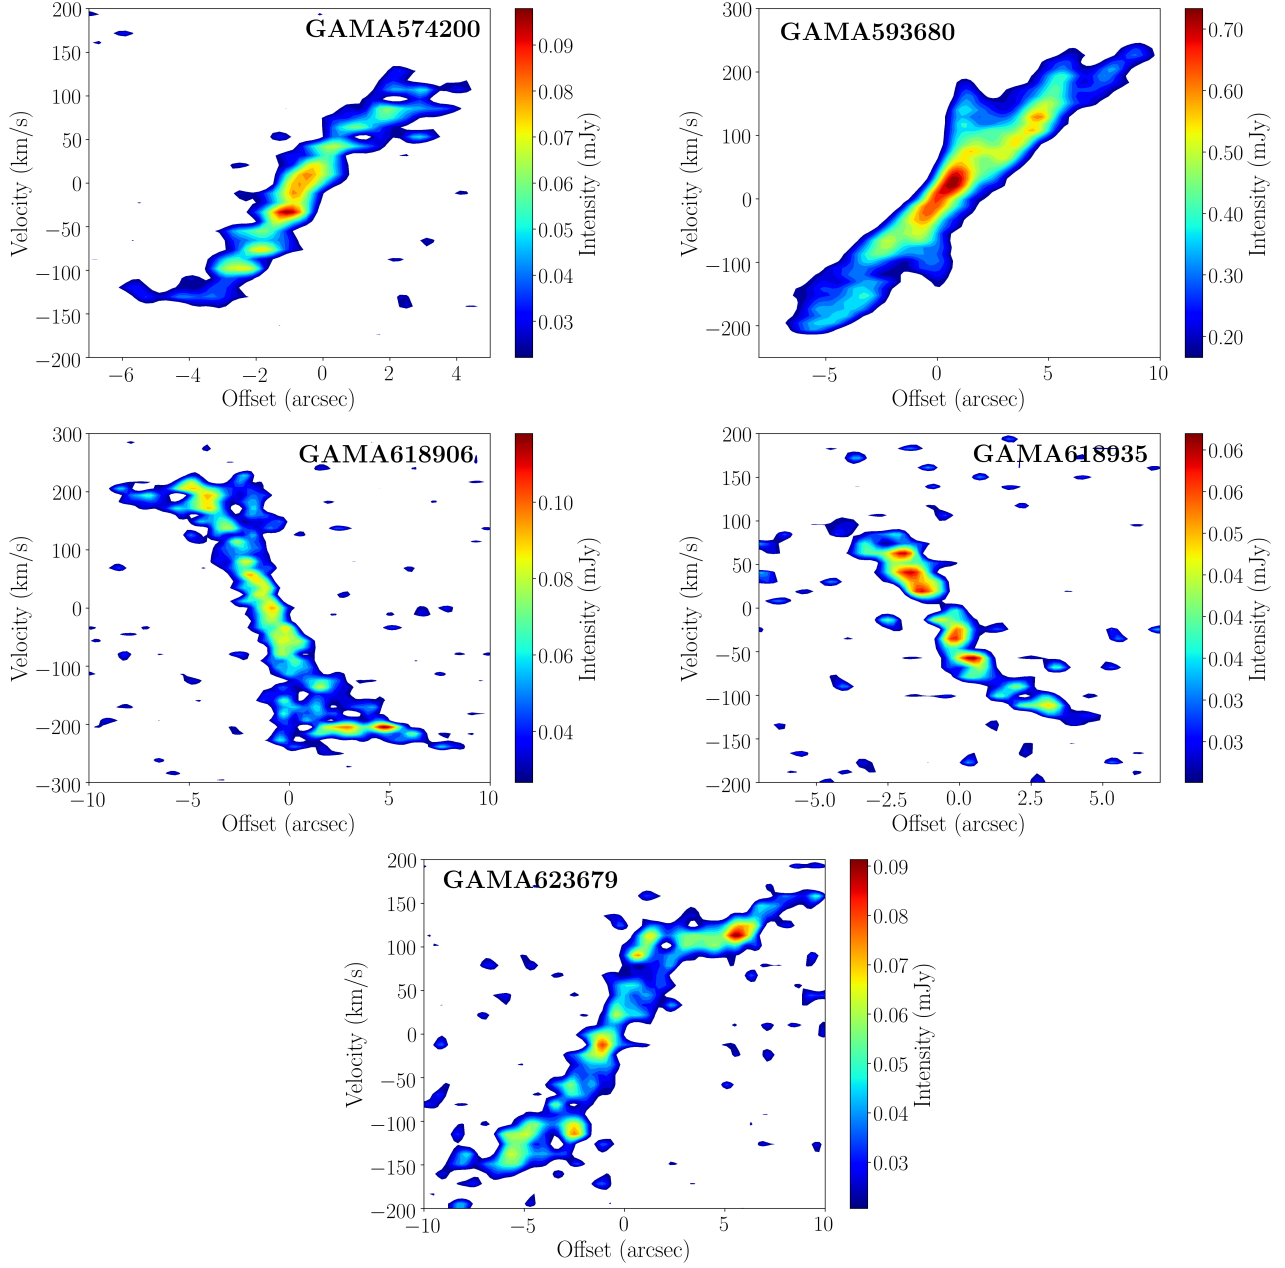 GAMA574200
200
150
100
50
0
−50
−100
−150
−200
Velocity (km/s)
−6 −4 −2 0 2 4
Offset (arcsec)
0.09
0.08
0.07
0.06
0.05
0.04
0.03
Intensity (mJy)
GAMA593680
300
200
100
0
−100
−200
Velocity (km/s)
−5 0 5 10
Offset (arcsec)
0.70
0.60
0.50
0.40
0.30
0.20
Intensity (mJy)
GAMA618906
300
200
100
0
−100
−200
−300
Velocity (km/s)
−10 −5 0 5 10
Offset (arcsec)
0.10
0.08
0.06
0.04
Intensity (mJy)
GAMA618935
200
150
100
50
0
−50
−100
−150
−200
Velocity (km/s)
−5.0 −2.5 0.0 2.5 5.0
Offset (arcsec)
0.06
0.06
0.05
0.04
0.04
0.04
0.03
0.03
Intensity (mJy)
GAMA623679
200
150
100
50
0
−50
−100
−150
−200
Velocity (km/s)
−10 −5 0 5 10
Offset (arcsec)
0.09
0.08
0.07
0.06
0.05
0.04
0.03
Intensity (mJy)